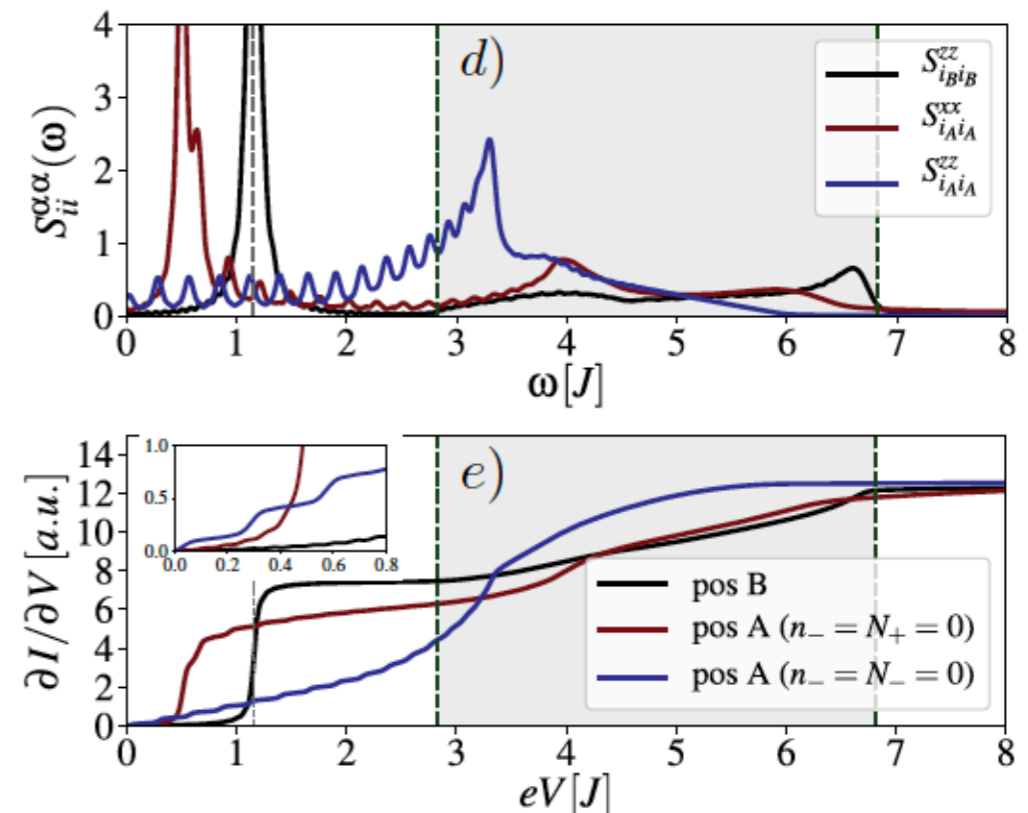 4
3
2
1
0
S^{αα}_{ii}(ω)
d)
S^{zz}_{i_B i_B}
S^{xx}_{i_A i_A}
S^{zz}_{i_A i_A}
0 1 2 3 4 5 6 7 8
ω[J]
14
12
10
8
6
4
2
0
∂I/∂V [a.u.]
1.0
0.5
0.0
0.0 0.2 0.4 0.6 0.8
e)
pos B
pos A (n_− = N_+ = 0)
pos A (n_− = N_− = 0)
0 1 2 3 4 5 6 7 8
eV[J]